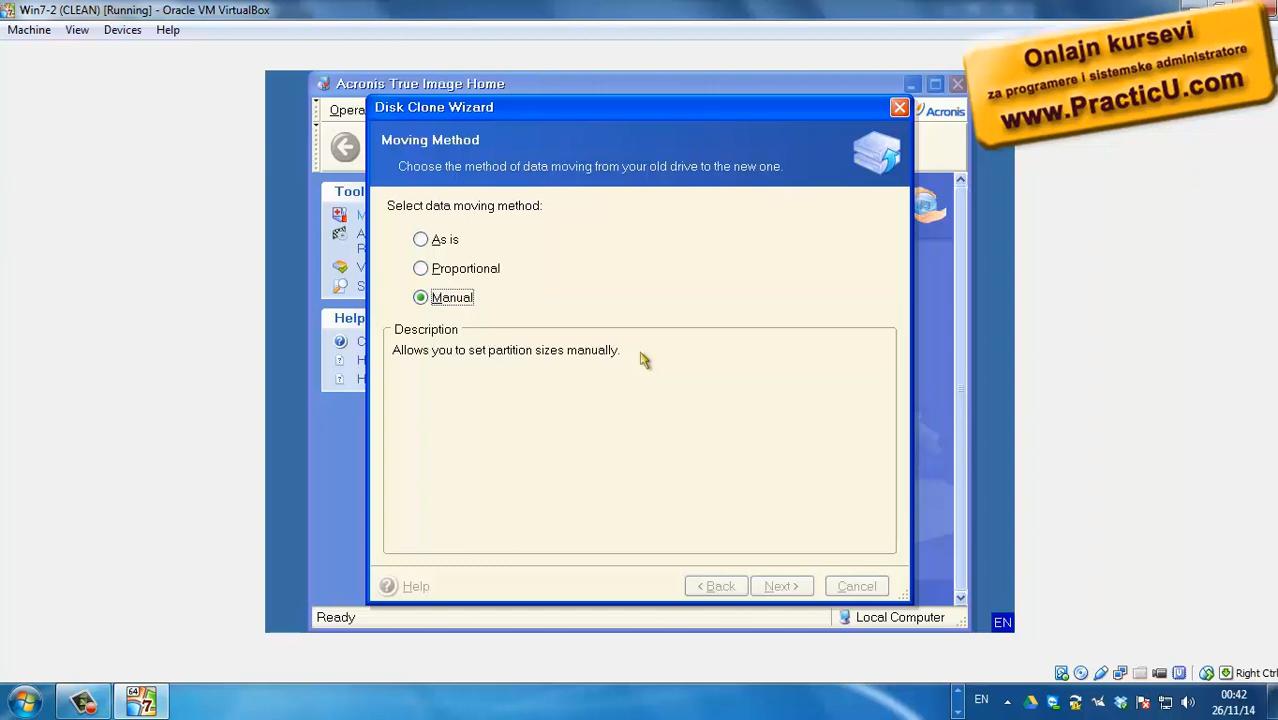 Win7-2 (CLEAN) [Running] - Oracle VM VirtualBox
Machine View Devices Help
Onlajn kursevi
za programere i sistemske administratore
www.PracticU.com
Acronis True Image Home
Opera
Acronis
Disk Clone Wizard
Moving Method
Choose the method of data moving from your old drive to the new one.
Tool
M
A
R
V
S
Help
C
H
H
Select data moving method:
As is
Proportional
Manual
Description
Allows you to set partition sizes manually.
Help
< Back
Next >
Cancel
Ready
Local Computer
EN
Right Ctrl
64
7
EN
00:42
26/11/14